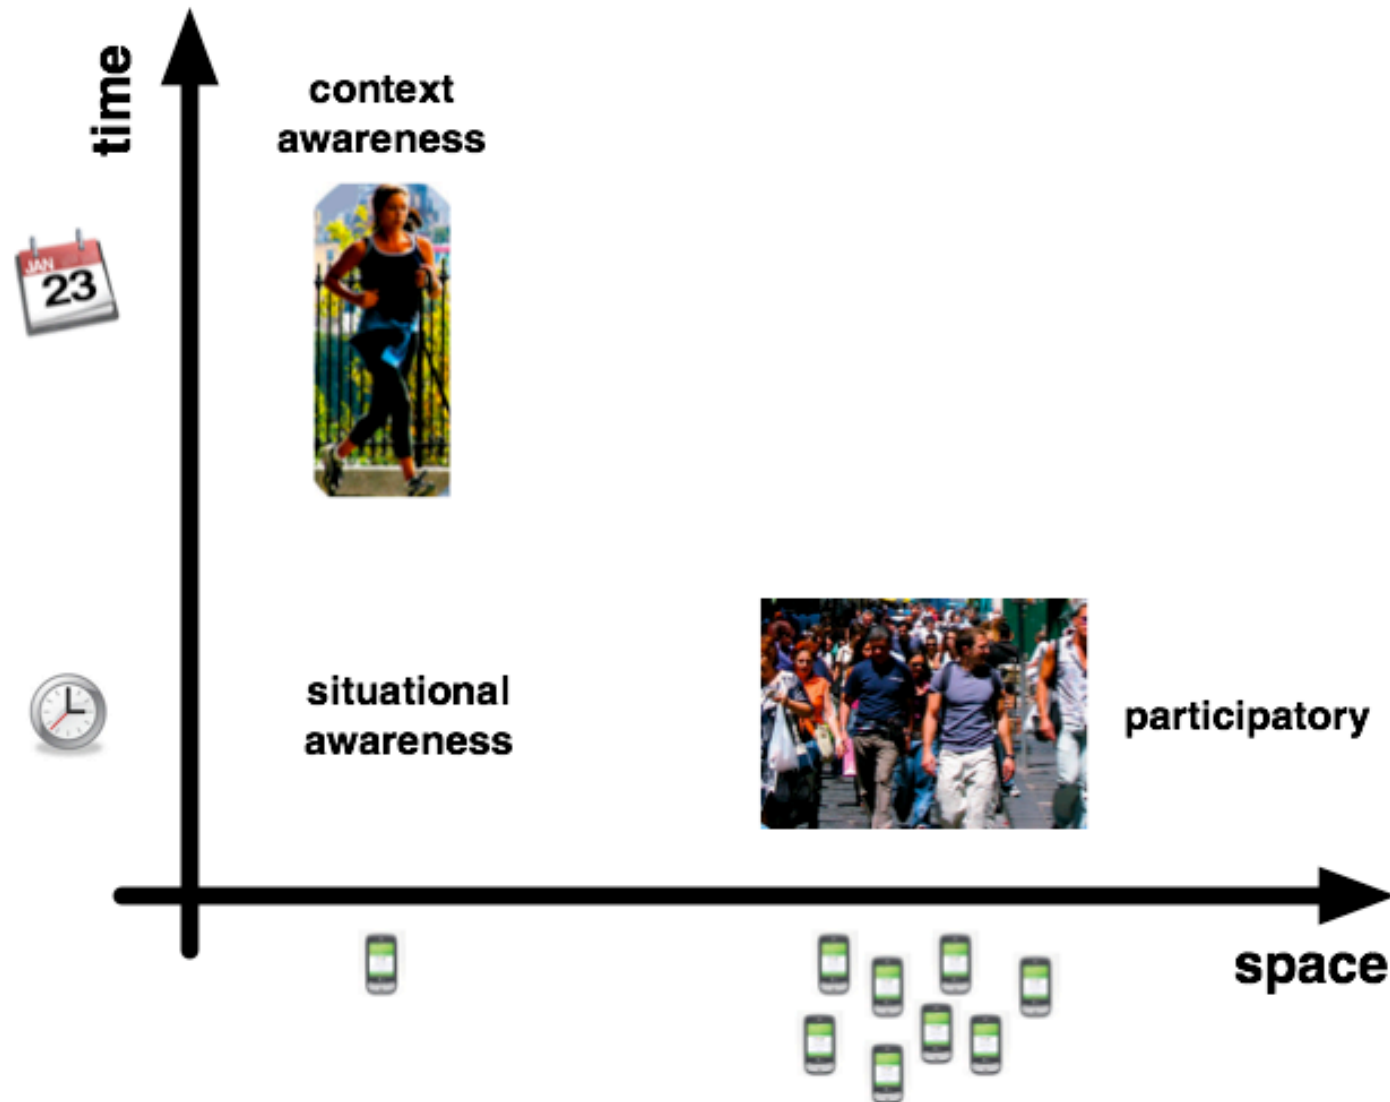 time
context
awareness
JAN
23
situational
awareness
participatory
space